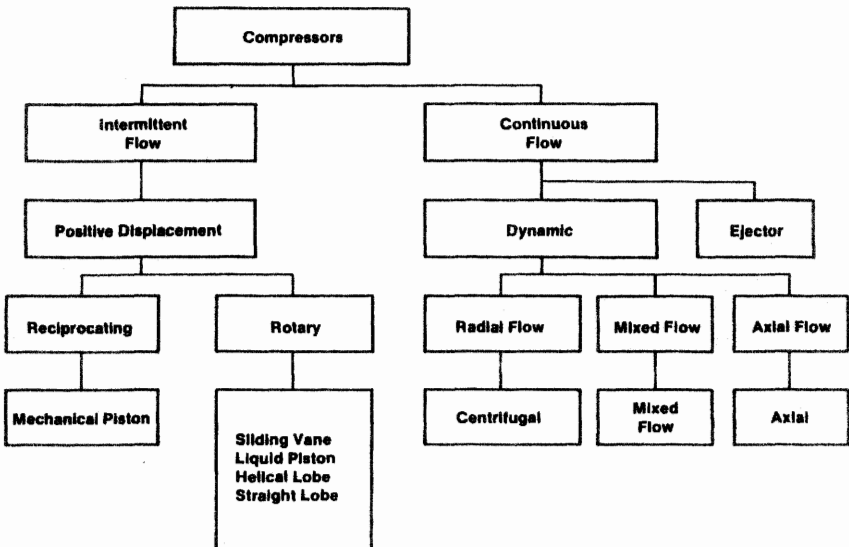 Compressors
Intermittent
Flow
Continuous
Flow
Positive Displacement
Dynamic
Ejector
Reciprocating
Rotary
Radial Flow
Mixed Flow
Axial Flow
Mechanical Piston
Sliding Vane
Liquid Piston
Helical Lobe
Straight Lobe
Centrifugal
Mixed
Flow
Axial